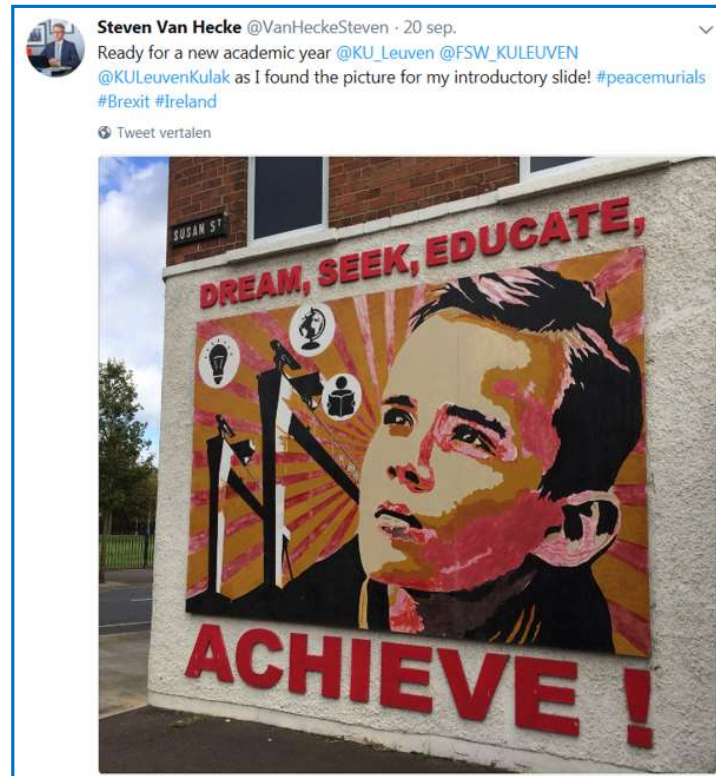 Steven Van Hecke @VanHeckeSteven · 20 sep.
Ready for a new academic year @KU_Leuven @FSW_KULEUVEN
@KULeuvenKulak as I found the picture for my introductory slide! #peacemurials
#Brexit #Ireland
Tweet vertalen
SUSAN ST
DREAM, SEEK, EDUCATE,
ACHIEVE !